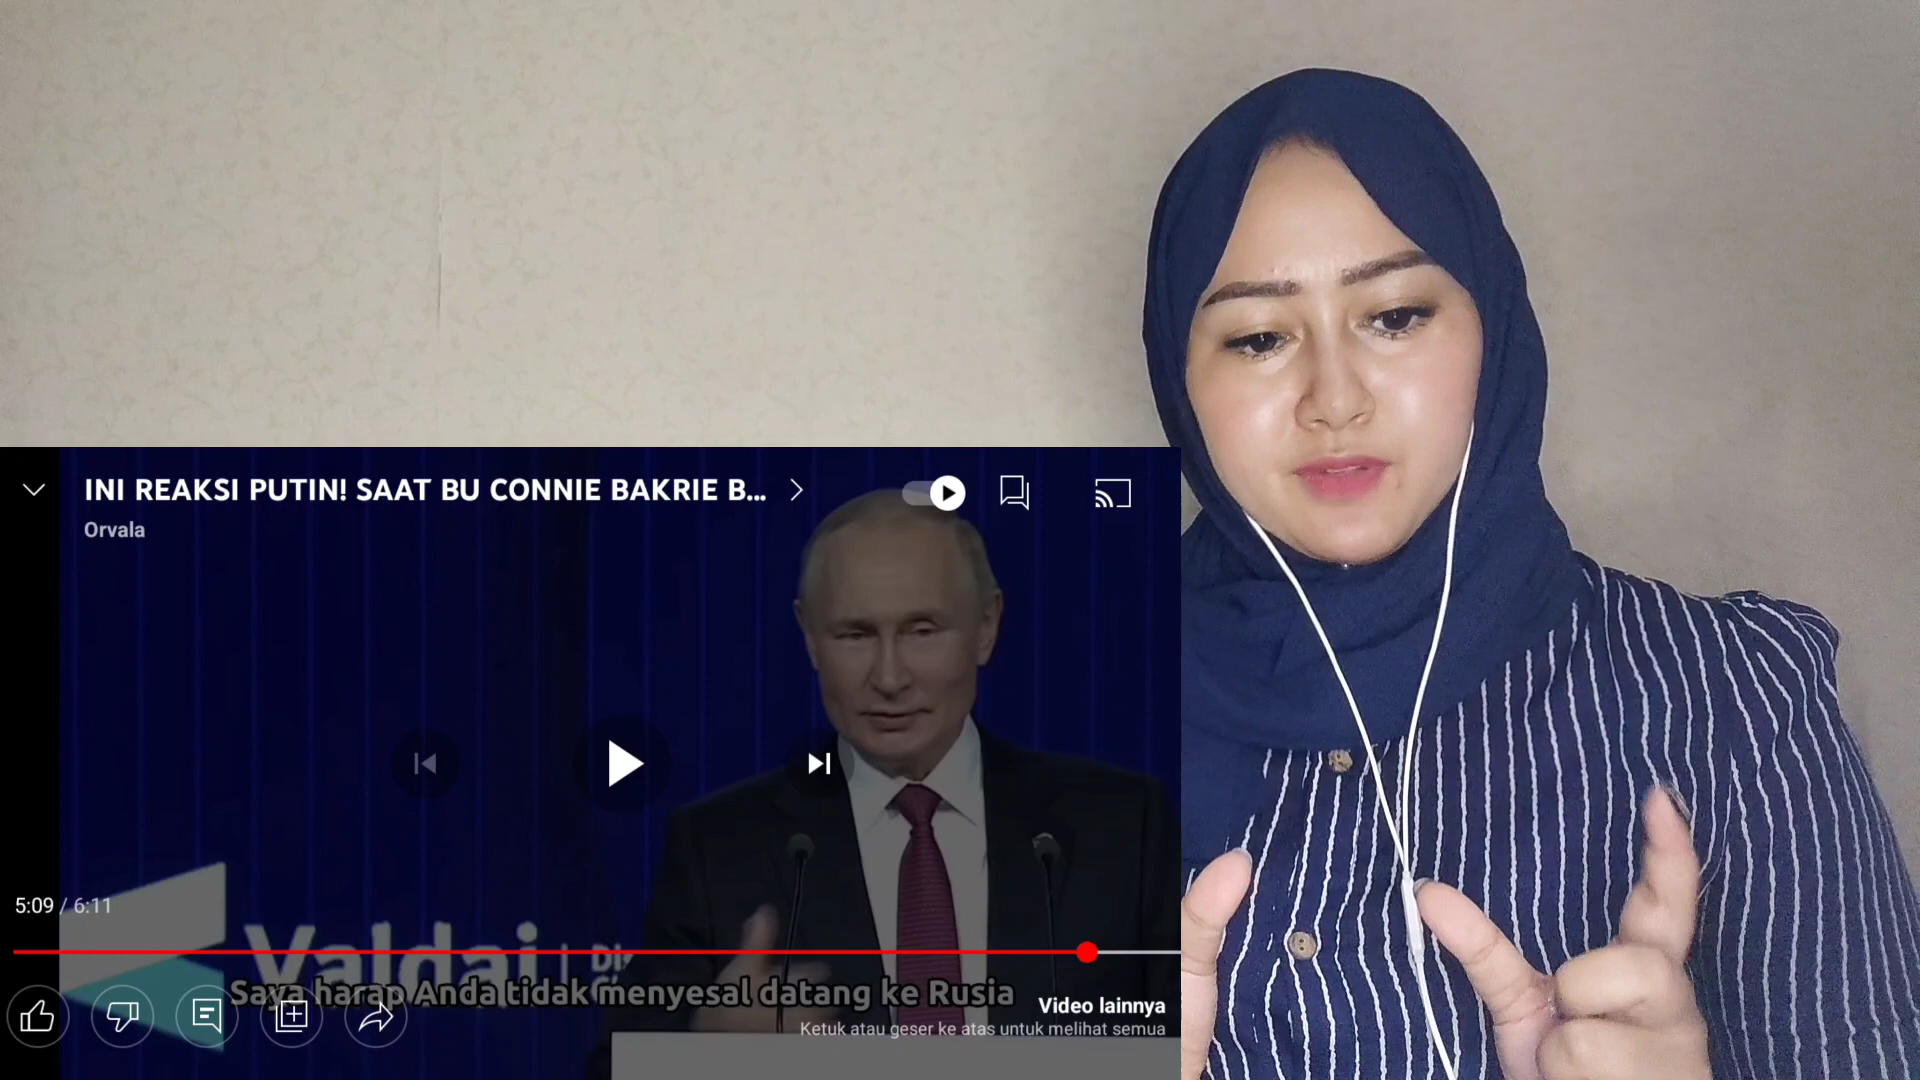 INI REAKSI PUTIN! SAAT BU CONNIE BAKRIE B...
Orvala
5:09 / 6:11
Valdai
Saya harap Anda tidak menyesal datang ke Rusia
Video lainnya
Ketuk atau geser ke atas untuk melihat semua